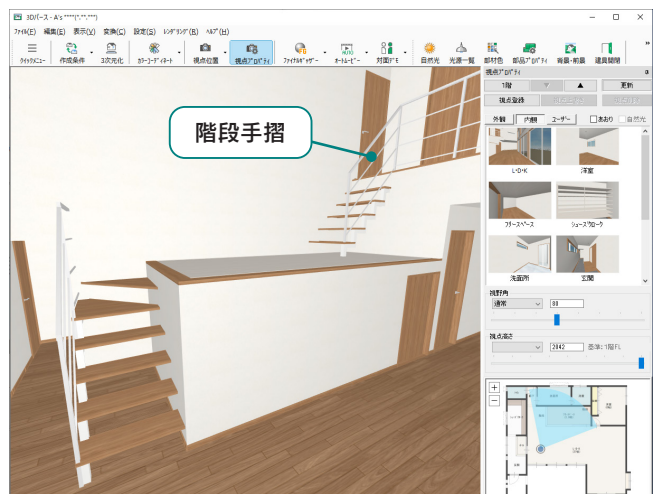 3Dパース - A's ****(*.**,***)
ファイル(F) 編集(E) 表示(V) 変換(C) 設定(S) レンダリング(R) ヘルプ(H)
クイックメニュー 作成条件 3次元化 カラーコーディネート 視点位置 視点プロパティ ファイナルギャザー オートムービー 対面デモ 自然光 光源一覧 部材色 部品プロパティ 背景・前景 建具開閉
AUTO
視点プロパティ
1階 ▼ ▲ 更新
視点登録
外観 内観 ユーザー あおり 自然光
階段手摺
L・D・K 洋室
フリースペース シューズクローク
洗面所 玄関
視野角
通常 80
視点高さ
2042 基準:1階FL